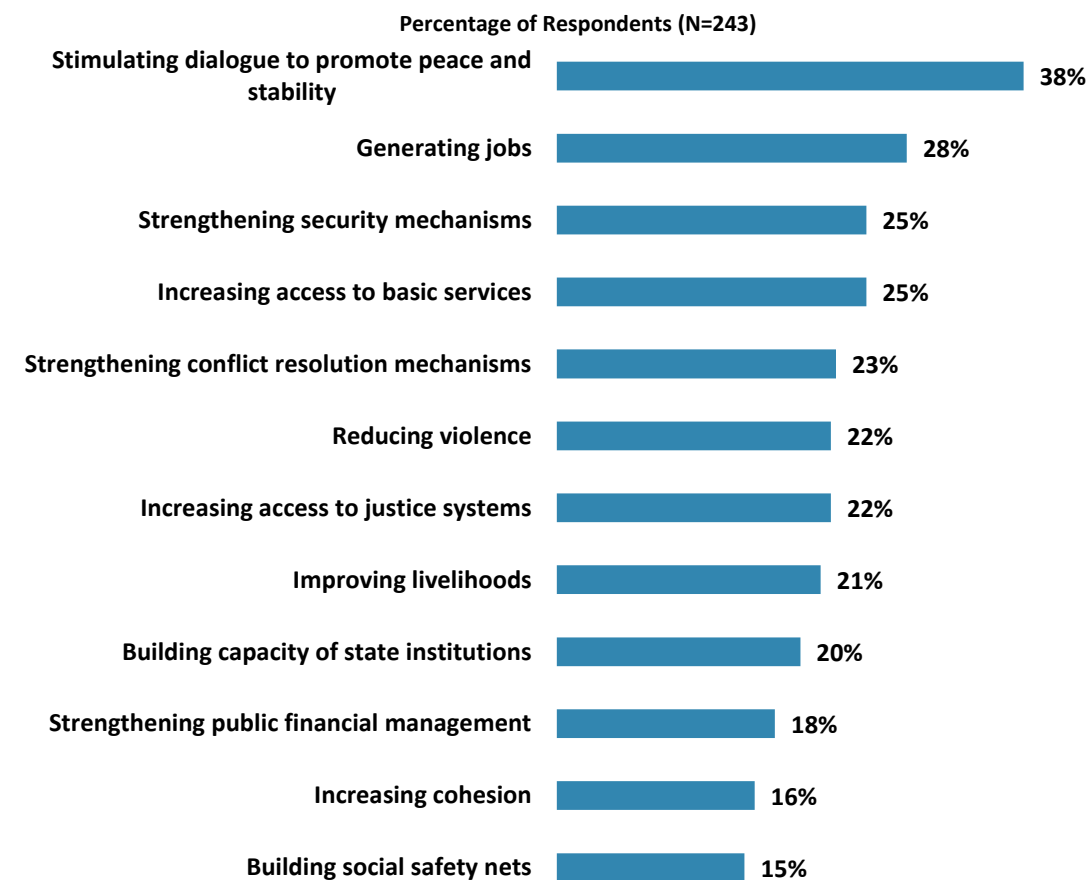 Percentage of Respondents (N=243)
Stimulating dialogue to promote peace and
stability
38%
Generating jobs
28%
Strengthening security mechanisms
25%
Increasing access to basic services
25%
Strengthening conflict resolution mechanisms
23%
Reducing violence
22%
Increasing access to justice systems
22%
Improving livelihoods
21%
Building capacity of state institutions
20%
Strengthening public financial management
18%
Increasing cohesion
16%
Building social safety nets
15%